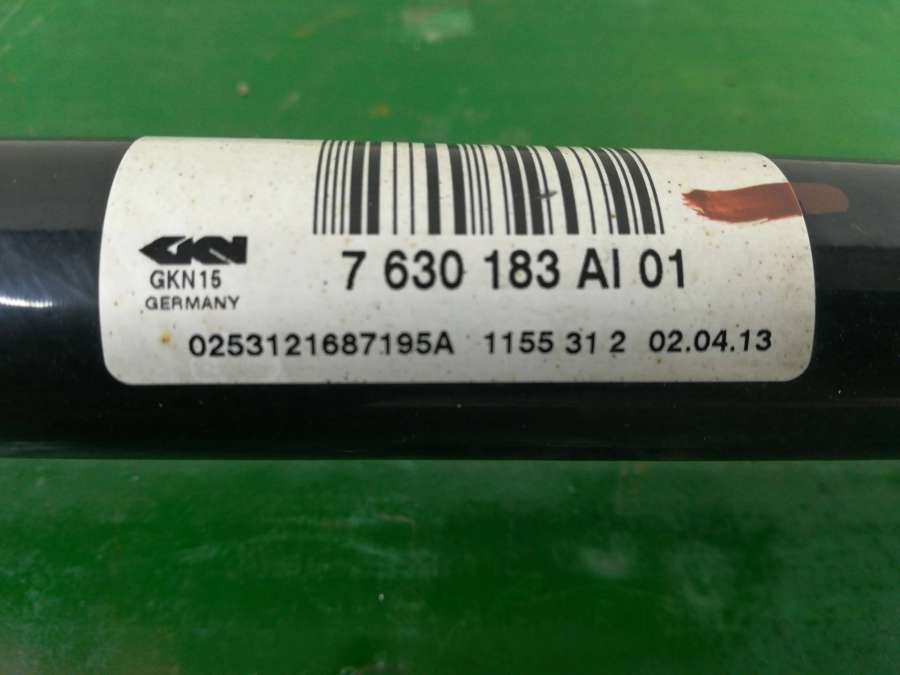 7 630 183 AI 01
GKN
GKN15
GERMANY
0253121687195A 1155 31 2 02.04.13